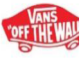 VANS
"OFF THE WALL"